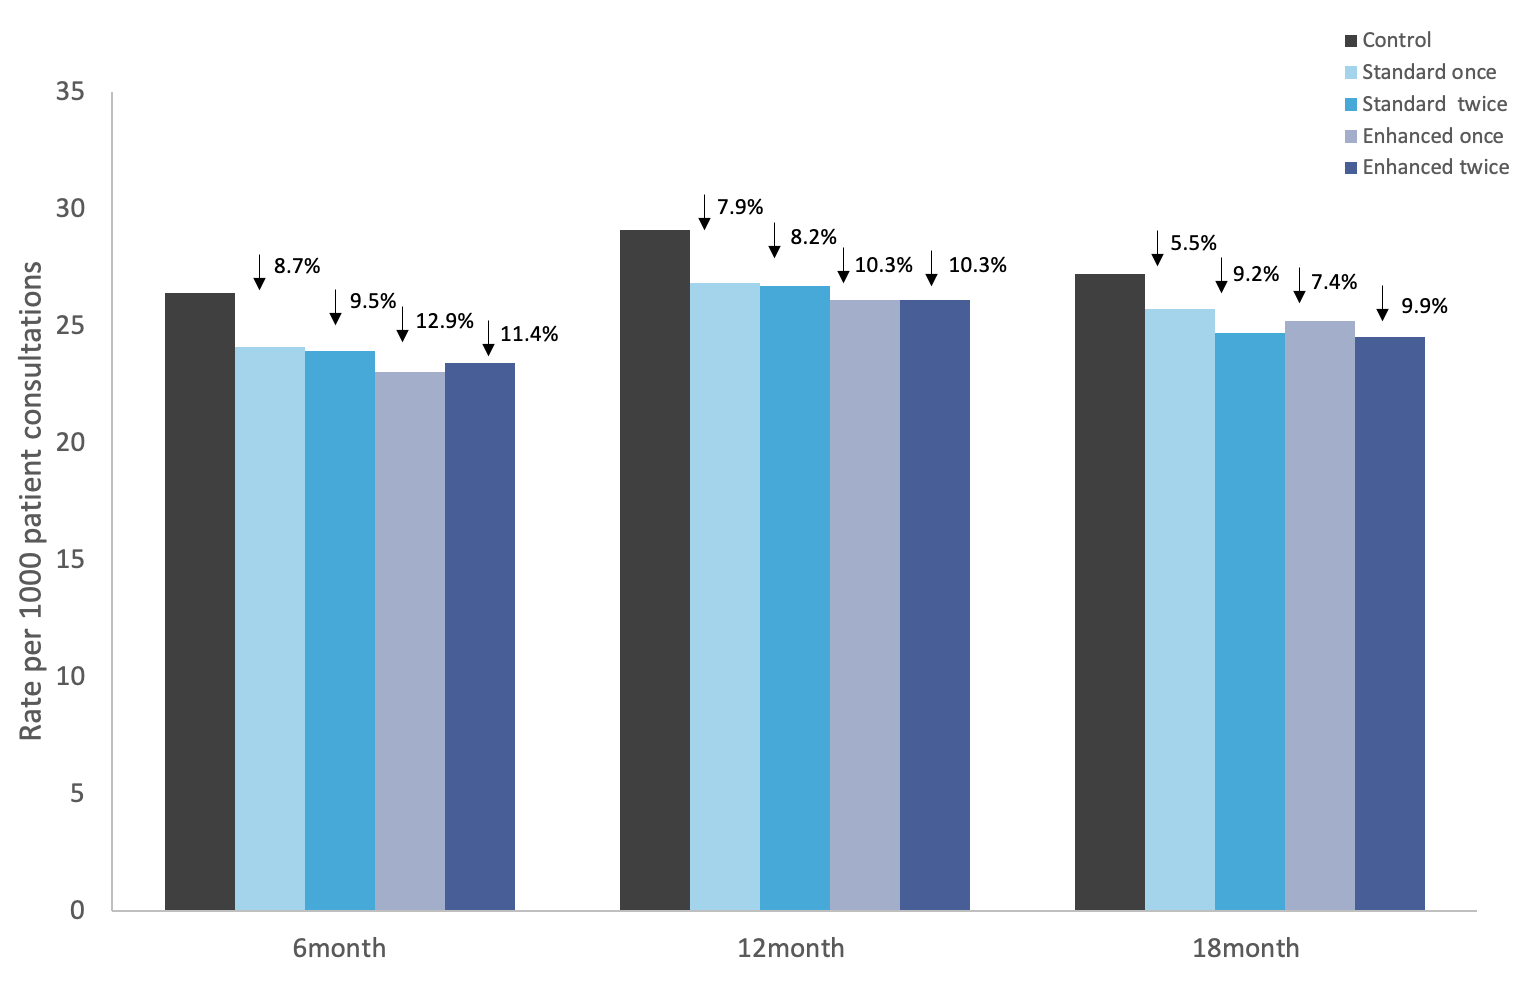 Control
Standard once
Standard  twice
Enhanced once
Enhanced twice
Rate per 1000 patient consultations
35
30
25
20
15
10
5
0
8.7%
9.5%
12.9%
11.4%
7.9%
8.2%
10.3%
10.3%
5.5%
9.2%
7.4%
9.9%
6month
12month
18month